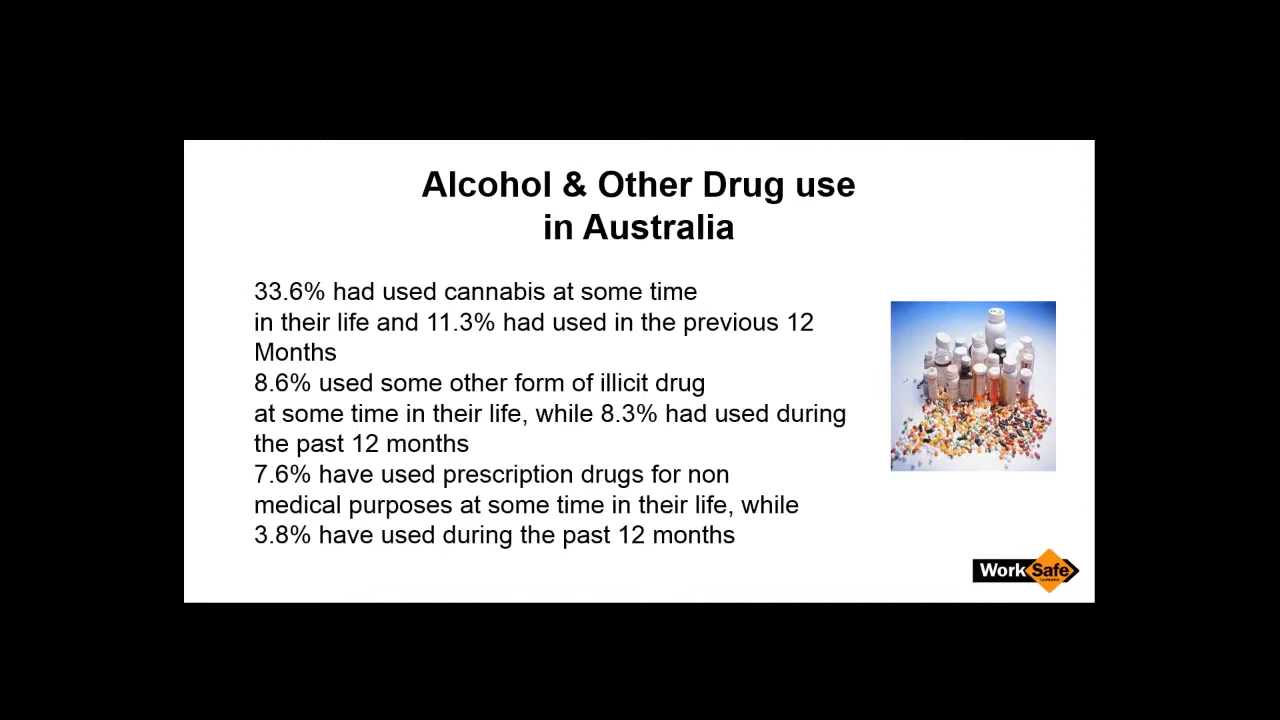 Alcohol & Other Drug use
in Australia
33.6% had used cannabis at some time
in their life and 11.3% had used in the previous 12
Months
8.6% used some other form of illicit drug
at some time in their life, while 8.3% had used during
the past 12 months
7.6% have used prescription drugs for non
medical purposes at some time in their life, while
3.8% have used during the past 12 months
WorkSafe
TASMANIA